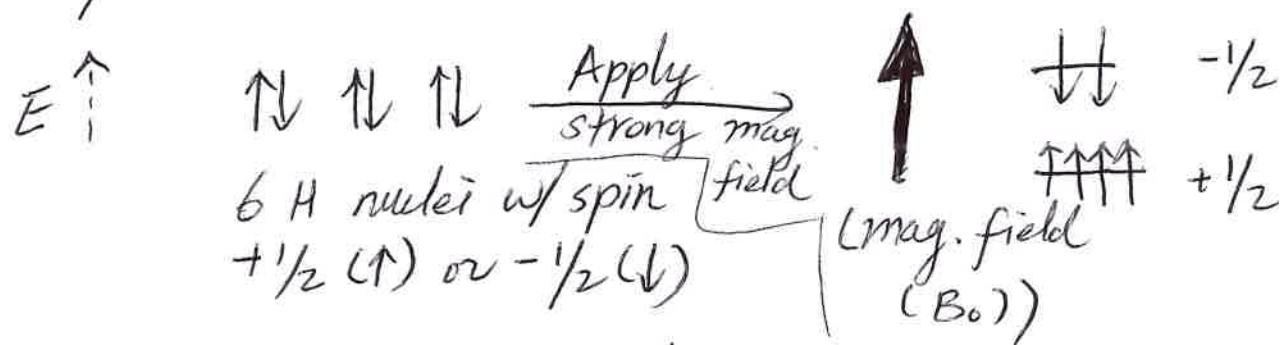 E ↑ ↑↓ ↑↓ ↑↓ Apply strong mag. field ↓↓ -1/2
↑↑↑↑ +1/2
6 H nuclei w/ spin
+1/2 (↑) or -1/2 (↓)
(mag. field
(B₀))